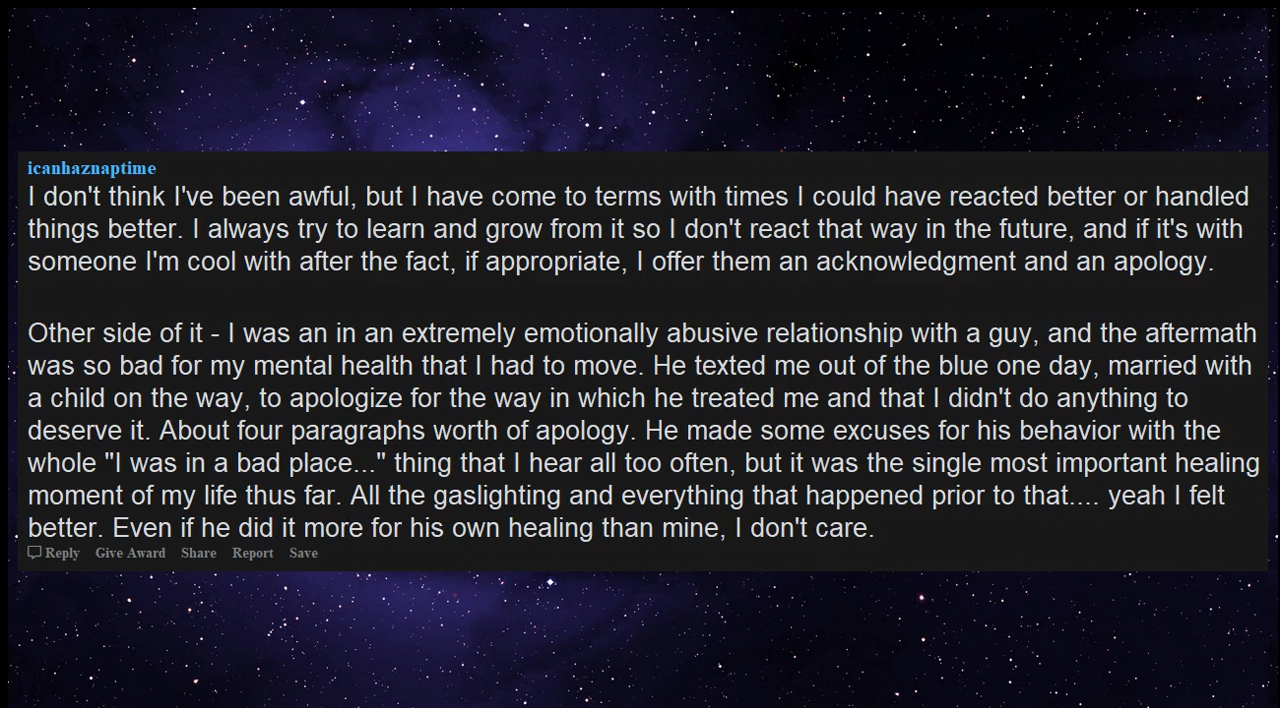 icanhaznaptime
I don't think I've been awful, but I have come to terms with times I could have reacted better or handled
things better. I always try to learn and grow from it so I don't react that way in the future, and if it's with
someone I'm cool with after the fact, if appropriate, I offer them an acknowledgment and an apology.
Other side of it - I was an in an extremely emotionally abusive relationship with a guy, and the aftermath
was so bad for my mental health that I had to move. He texted me out of the blue one day, married with
a child on the way, to apologize for the way in which he treated me and that I didn't do anything to
deserve it. About four paragraphs worth of apology. He made some excuses for his behavior with the
whole "I was in a bad place..." thing that I hear all too often, but it was the single most important healing
moment of my life thus far. All the gaslighting and everything that happened prior to that.... yeah I felt
better. Even if he did it more for his own healing than mine, I don't care.
Reply Give Award Share Report Save